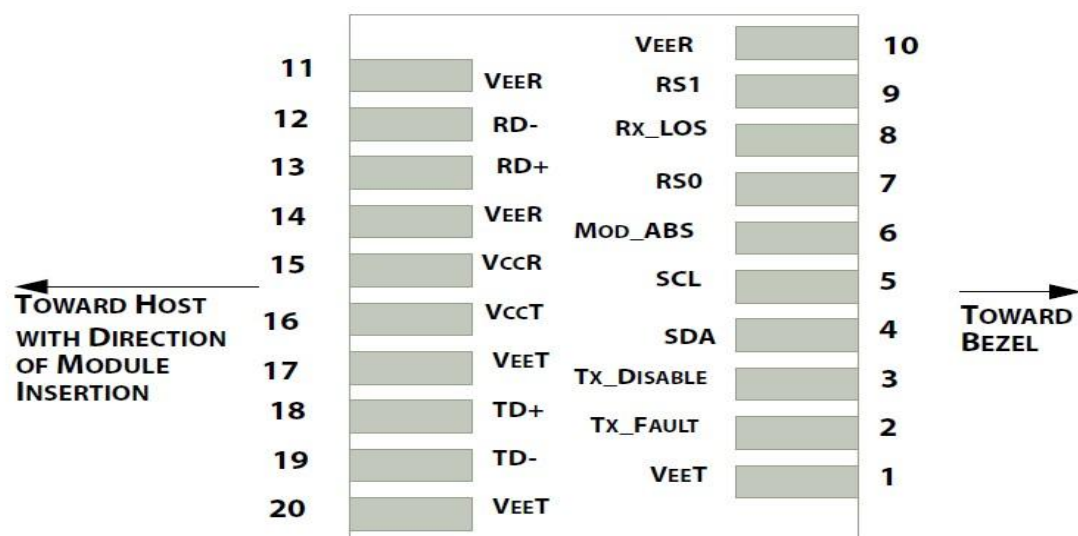 11 VEER
12 RD-
13 RD+
14 VEER
15 VCCR
16 VCCT
17 VEET
18 TD+
19 TD-
20 VEET
VEER 10
RS1 9
RX_LOS 8
RS0 7
MOD_ABS 6
SCL 5
SDA 4
TX_DISABLE 3
TX_FAULT 2
VEET 1
TOWARD HOST
WITH DIRECTION
OF MODULE
INSERTION
TOWARD
BEZEL